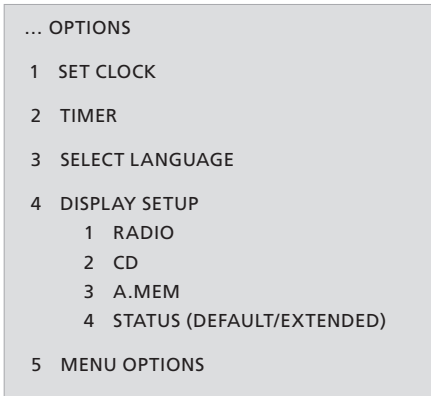 ... OPTIONS
1 SET CLOCK
2 TIMER
3 SELECT LANGUAGE
4 DISPLAY SETUP
1 RADIO
2 CD
3 A.MEM
4 STATUS (DEFAULT/EXTENDED)
5 MENU OPTIONS